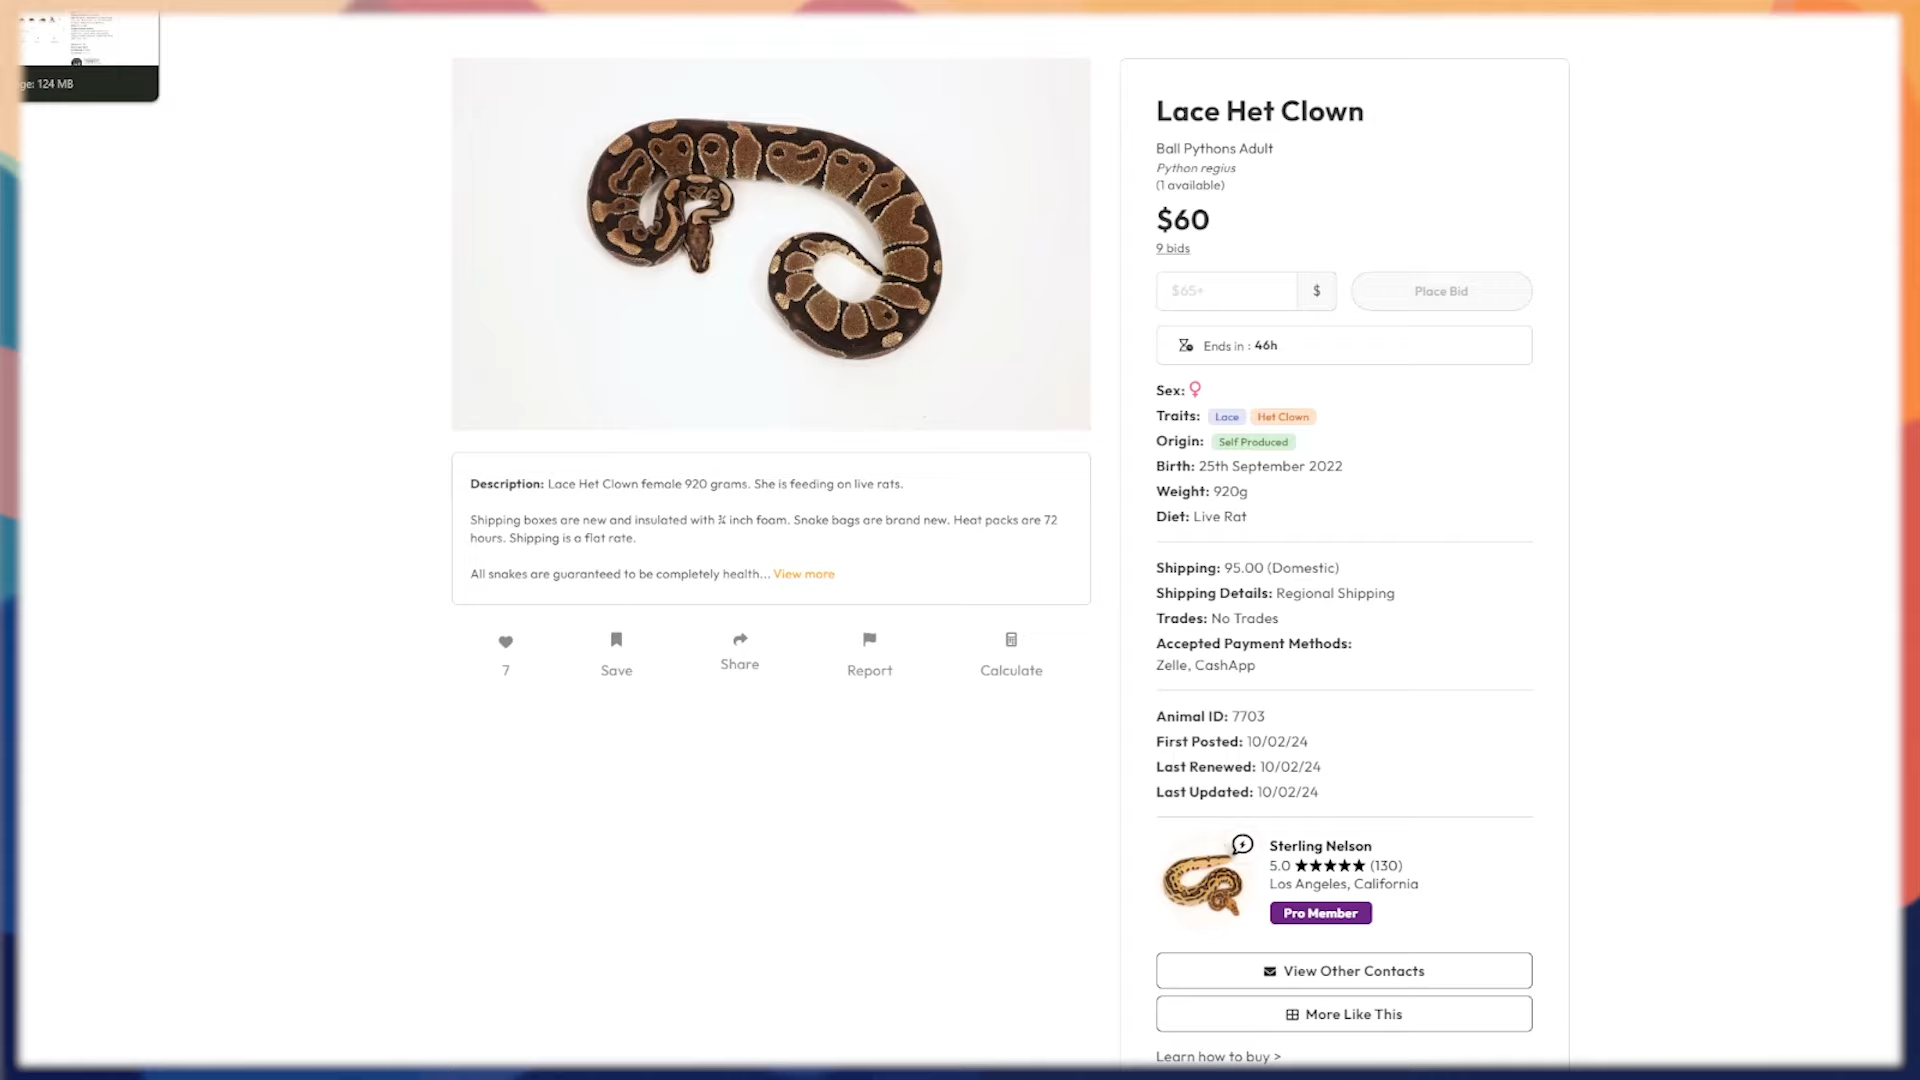 ge: 124 MB
Lace Het Clown
Ball Pythons Adult
Python regius
(1 available)
$60
9 bids
$65+ $ Place Bid
Ends in : 46h
Sex:
Traits: Lace Het Clown
Origin: Self Produced
Birth: 25th September 2022
Weight: 920g
Diet: Live Rat
Shipping: 95.00 (Domestic)
Shipping Details: Regional Shipping
Trades: No Trades
Accepted Payment Methods:
Zelle, CashApp
Animal ID: 7703
First Posted: 10/02/24
Last Renewed: 10/02/24
Last Updated: 10/02/24
Sterling Nelson
5.0 ★★★★★ (130)
Los Angeles, California
Pro Member
View Other Contacts
More Like This
Learn how to buy >
Description: Lace Het Clown female 920 grams. She is feeding on live rats.
Shipping boxes are new and insulated with ¾ inch foam. Snake bags are brand new. Heat packs are 72
hours. Shipping is a flat rate.
All snakes are guaranteed to be completely health... View more
7 Save Share Report Calculate